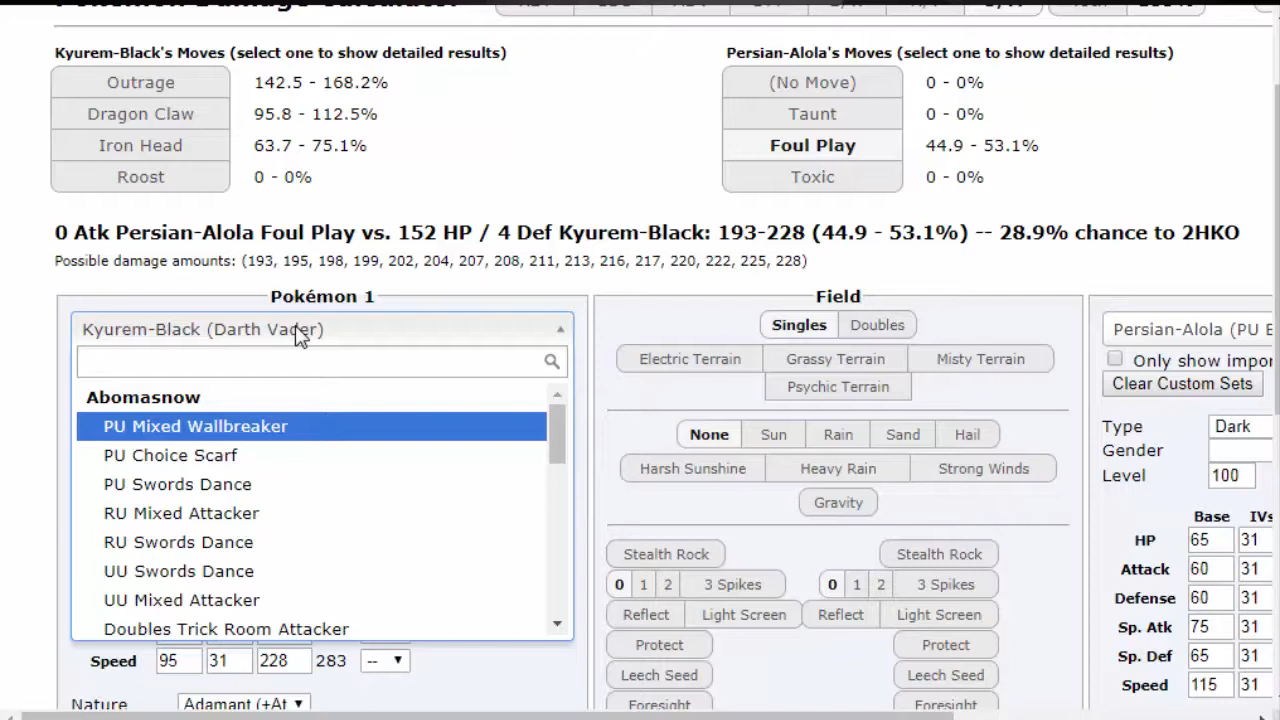 Kyurem-Black's Moves (select one to show detailed results)
Outrage 142.5 - 168.2%
Dragon Claw 95.8 - 112.5%
Iron Head 63.7 - 75.1%
Roost 0 - 0%
Persian-Alola's Moves (select one to show detailed results)
(No Move) 0 - 0%
Taunt 0 - 0%
Foul Play 44.9 - 53.1%
Toxic 0 - 0%
0 Atk Persian-Alola Foul Play vs. 152 HP / 4 Def Kyurem-Black: 193-228 (44.9 - 53.1%) -- 28.9% chance to 2HKO
Possible damage amounts: (193, 195, 198, 199, 202, 204, 207, 208, 211, 213, 216, 217, 220, 222, 225, 228)
Pokémon 1
Kyurem-Black (Darth Vader)
Abomasnow
PU Mixed Wallbreaker
PU Choice Scarf
PU Swords Dance
RU Mixed Attacker
RU Swords Dance
UU Swords Dance
UU Mixed Attacker
Doubles Trick Room Attacker
Speed 95 31 228 283 --
Nature Adamant (+At
Field
Singles Doubles
Electric Terrain Grassy Terrain Misty Terrain
Psychic Terrain
None Sun Rain Sand Hail
Harsh Sunshine Heavy Rain Strong Winds
Gravity
Stealth Rock Stealth Rock
0 1 2 3 Spikes 0 1 2 3 Spikes
Reflect Light Screen Reflect Light Screen
Protect Protect
Leech Seed Leech Seed
Foresight Foresight
Persian-Alola (PU
Only show impor
Clear Custom Sets
Type Dark
Gender
Level 100
Base IVs
HP 65 31
Attack 60 31
Defense 60 31
Sp. Atk 75 31
Sp. Def 65 31
Speed 115 31